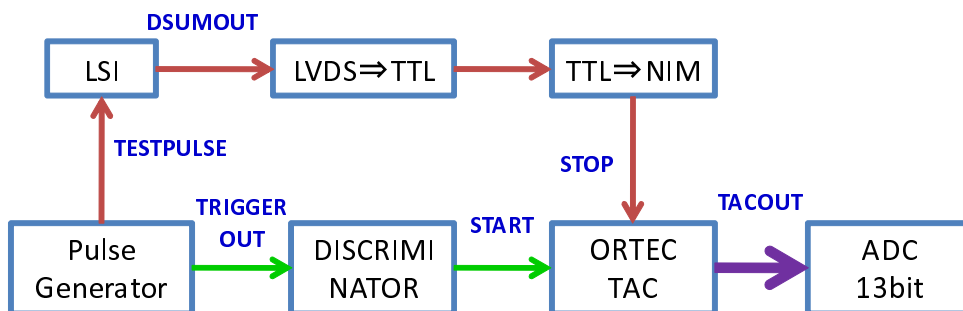 DSUMOUT
LSI
LVDS⇒TTL
TTL⇒NIM
TESTPULSE
STOP
TRIGGER
OUT
START
TACOUT
Pulse
Generator
DISCRIMI
NATOR
ORTEC
TAC
ADC
13bit